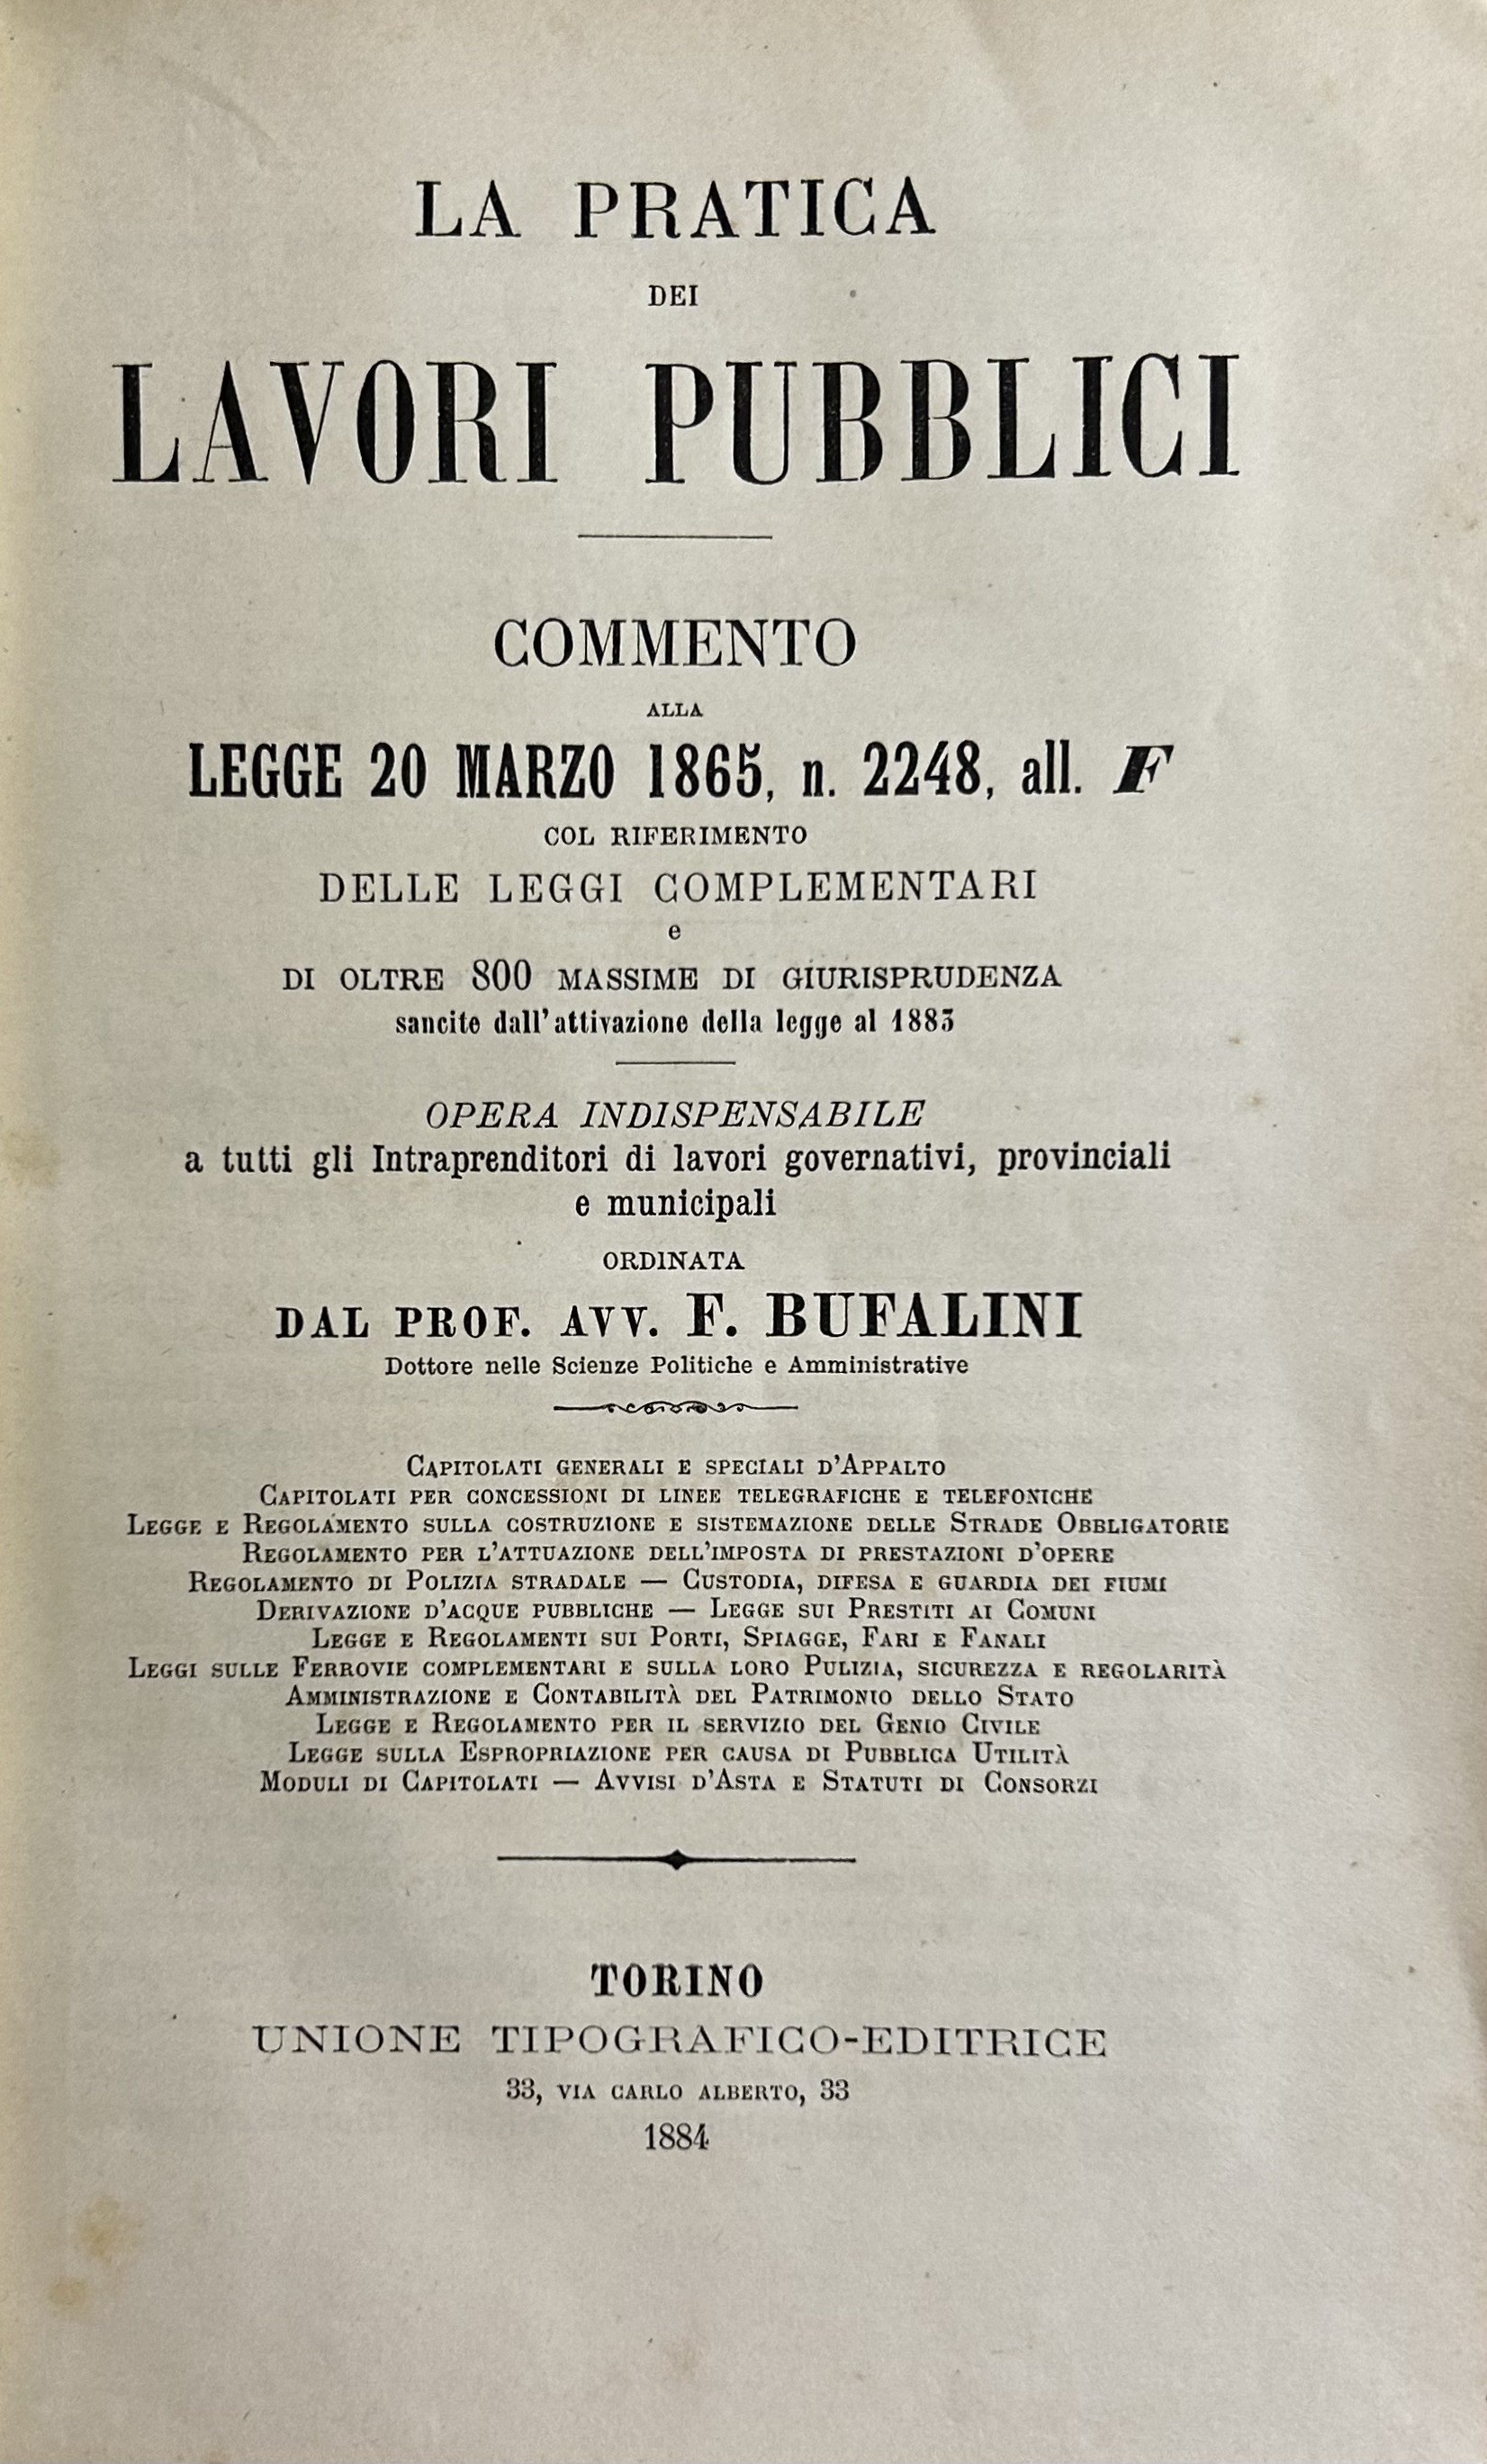 LA PRATICA
DEI
LAVORI PUBBLICI
COMMENTO
ALLA
LEGGE 20 MARZO 1865, n. 2248, all. F
COL RIFERIMENTO
DELLE LEGGI COMPLEMENTARI
e
DI OLTRE 800 MASSIME DI GIURISPRUDENZA
sancite dall'attivazione della legge al 1883
OPERA INDISPENSABILE
a tutti gli Intraprenditori di lavori governativi, provinciali
e municipali
ORDINATA
DAL PROF. AVV. F. BUFALINI
Dottore nelle Scienze Politiche e Amministrative
CAPITOLATI GENERALI E SPECIALI D'APPALTO
CAPITOLATI PER CONCESSIONI DI LINEE TELEGRAFICHE E TELEFONICHE
LEGGE E REGOLAMENTO SULLA COSTRUZIONE E SISTEMAZIONE DELLE STRADE OBBLIGATORIE
REGOLAMENTO PER L'ATTUAZIONE DELL'IMPOSTA DI PRESTAZIONI D'OPERE
REGOLAMENTO DI POLIZIA STRADALE — CUSTODIA, DIFESA E GUARDIA DEI FIUMI
DERIVAZIONE D'ACQUE PUBBLICHE — LEGGE SUI PRESTITI AI COMUNI
LEGGE E REGOLAMENTI SUI PORTI, SPIAGGE, FARI E FANALI
LEGGI SULLE FERROVIE COMPLEMENTARI E SULLA LORO PULIZIA, SICUREZZA E REGOLARITÀ
AMMINISTRAZIONE E CONTABILITÀ DEL PATRIMONIO DELLO STATO
LEGGE E REGOLAMENTO PER IL SERVIZIO DEL GENIO CIVILE
LEGGE SULLA ESPROPRIAZIONE PER CAUSA DI PUBBLICA UTILITÀ
MODULI DI CAPITOLATI — AVVISI D'ASTA E STATUTI DI CONSORZI
TORINO
UNIONE TIPOGRAFICO-EDITRICE
33, VIA CARLO ALBERTO, 33
1884